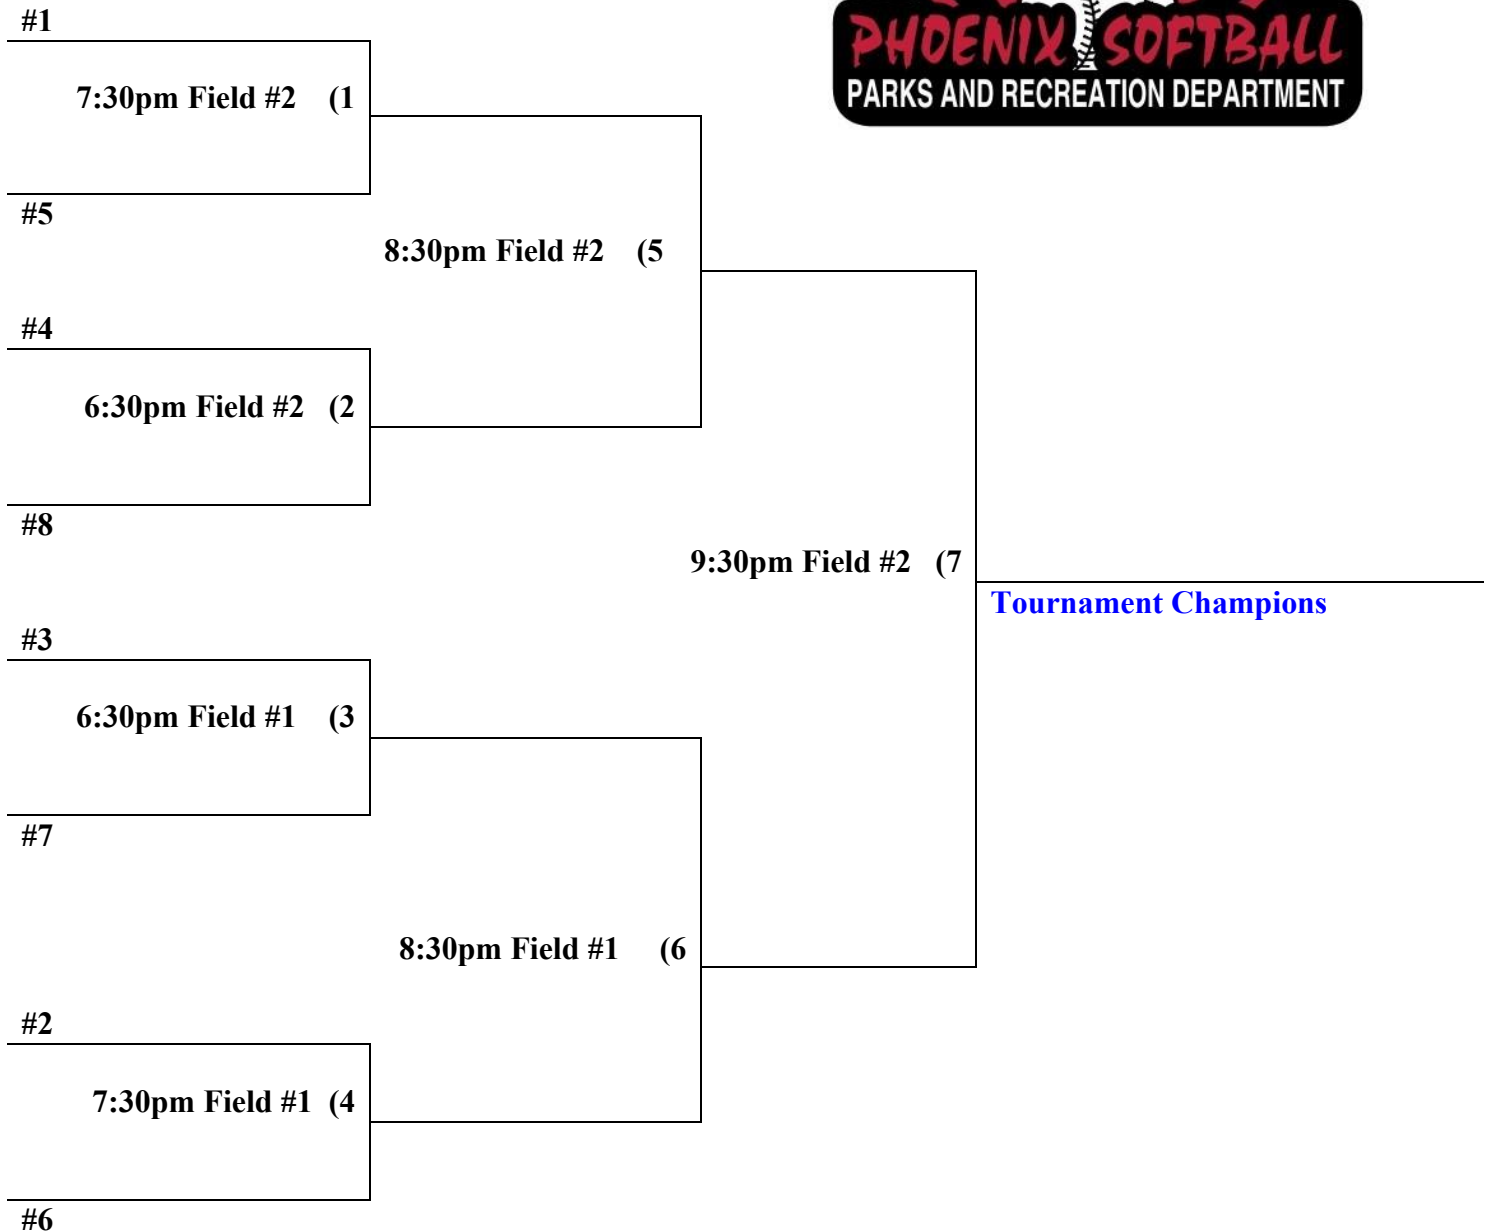 #1
PHOENIX SOFTBALL
PARKS AND RECREATION DEPARTMENT
7:30pm Field #2 (1
#5
8:30pm Field #2 (5
#4
6:30pm Field #2 (2
#8
9:30pm Field #2 (7
Tournament Champions
#3
6:30pm Field #1 (3
#7
8:30pm Field #1 (6
#2
7:30pm Field #1 (4
#6